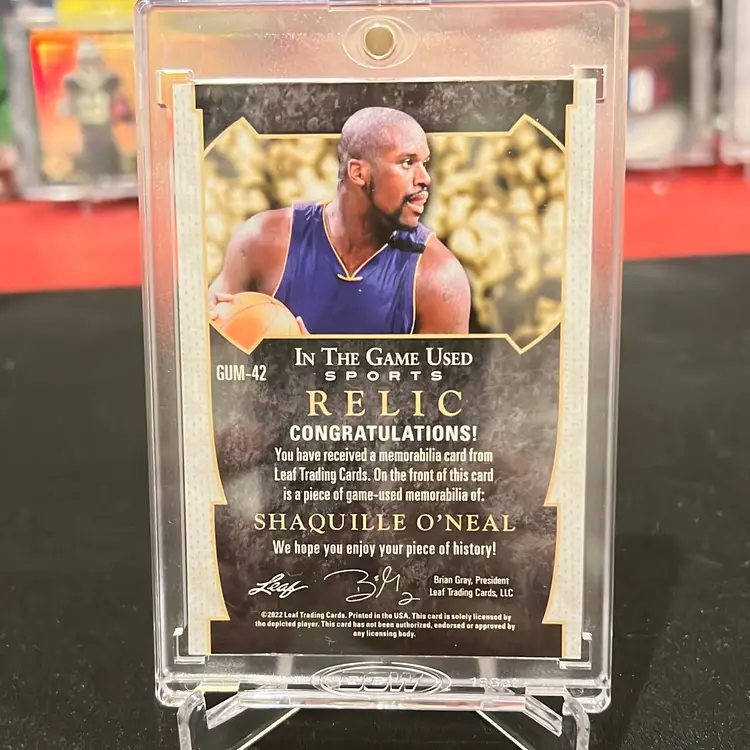 GUM-42
IN THE GAME USED
SPORTS
RELIC
CONGRATULATIONS!
You have received a memorabilia card from
Leaf Trading Cards. On the front of this card
is a piece of game-used memorabilia of:
SHAQUILLE O'NEAL
We hope you enjoy your piece of history!
Leaf
Brian Gray, President
Leaf Trading Cards, LLC
©2022 Leaf Trading Cards. Printed in the USA. This card is solely licensed by
the depicted player. This card has not been authorized, endorsed or approved by
any licensing body.